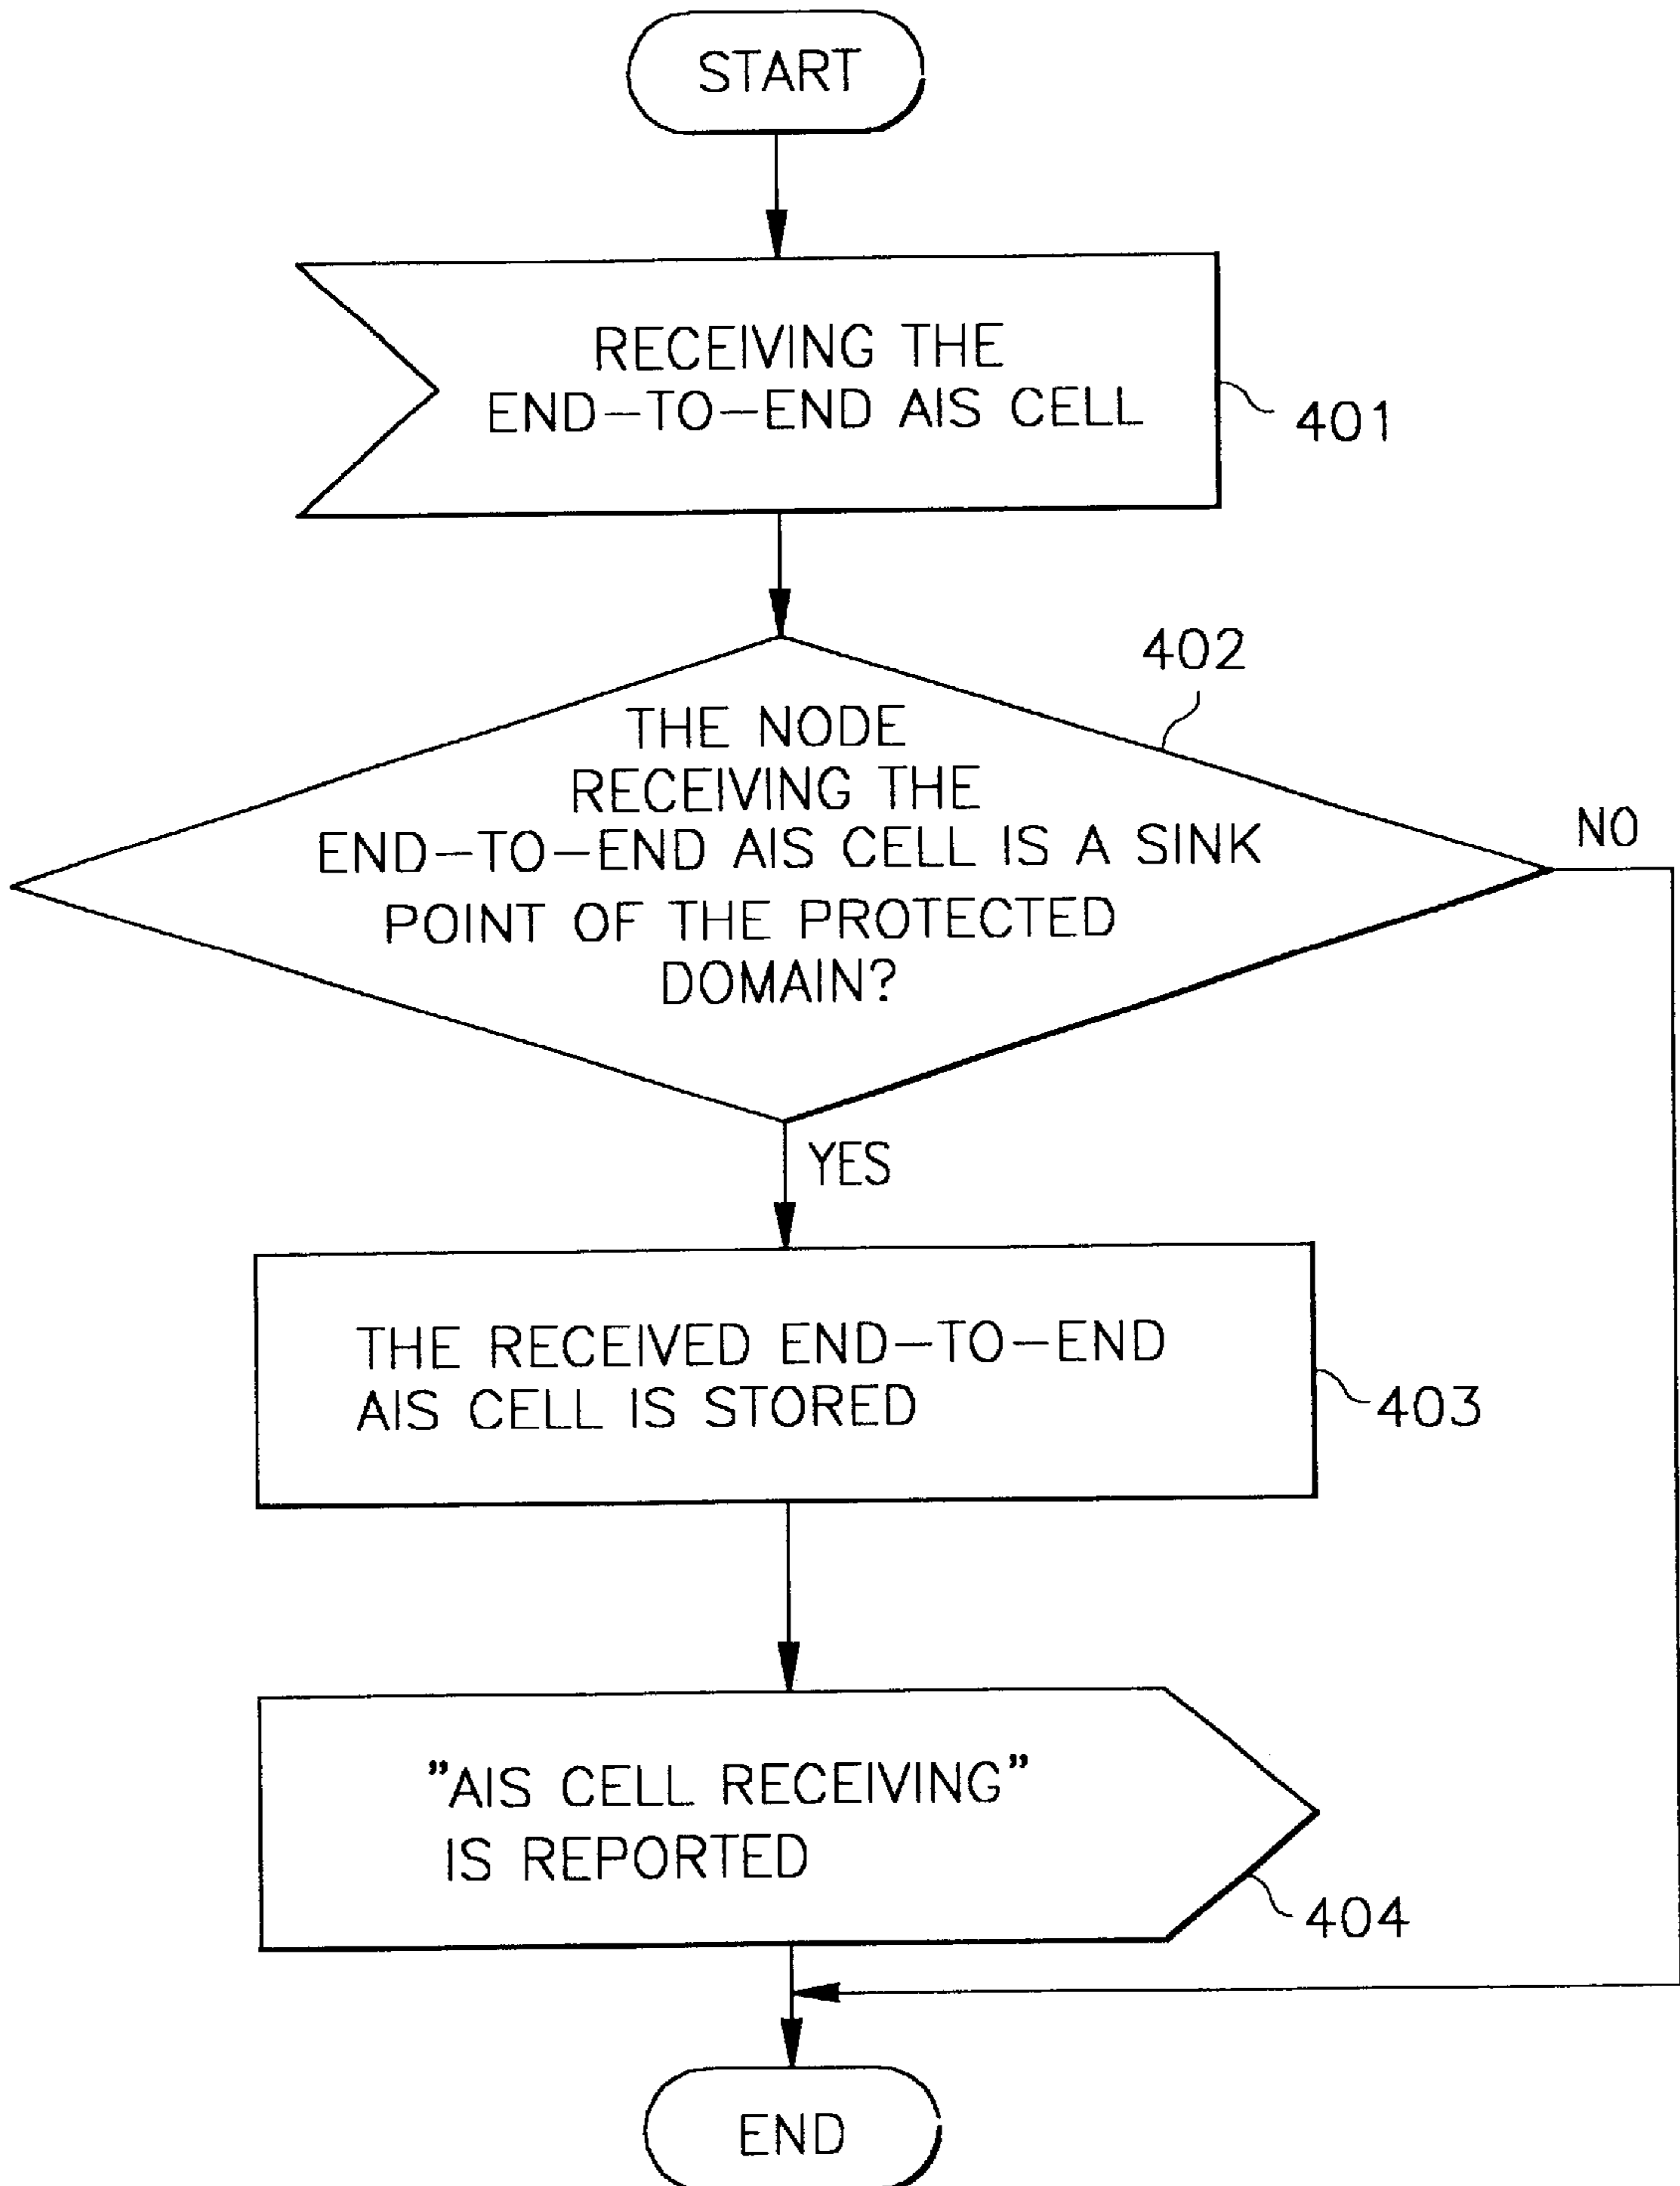 START
RECEIVING THE
END-TO-END AIS CELL
401
402
THE NODE
RECEIVING THE
END-TO-END AIS CELL IS A SINK
POINT OF THE PROTECTED
DOMAIN?
NO
YES
THE RECEIVED END-TO-END
AIS CELL IS STORED
403
"AIS CELL RECEIVING"
IS REPORTED
404
END